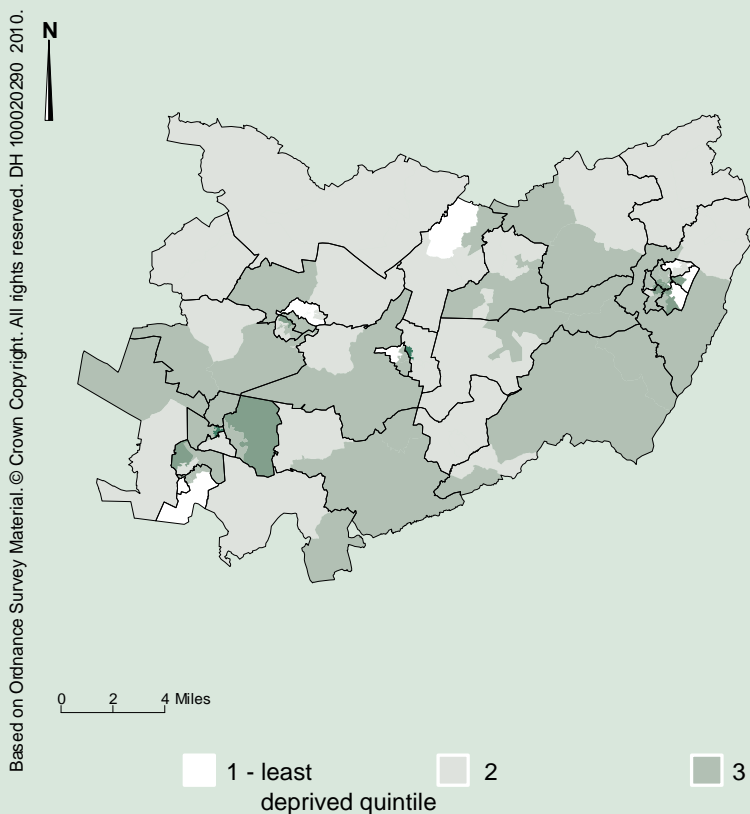 Based on Ordnance Survey Material. © Crown Copyright. All rights reserved. DH 100020290 2010.
N
0 2 4 Miles
1 - least
deprived quintile
2
3